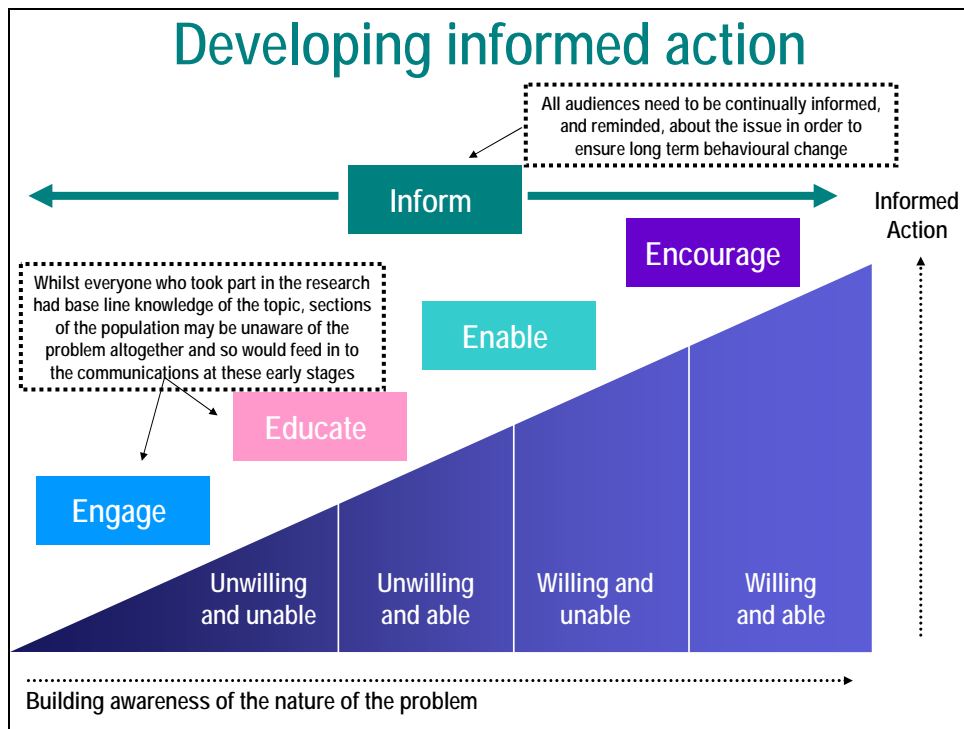 Developing informed action
All audiences need to be continually informed,
and reminded, about the issue in order to
ensure long term behavioural change
Inform
Informed
Action
Encourage
Whilst everyone who took part in the research
had base line knowledge of the topic, sections
of the population may be unaware of the
problem altogether and so would feed in to
the communications at these early stages
Enable
Educate
Engage
Unwilling
and unable
Unwilling
and able
Willing and
unable
Willing
and able
Building awareness of the nature of the problem